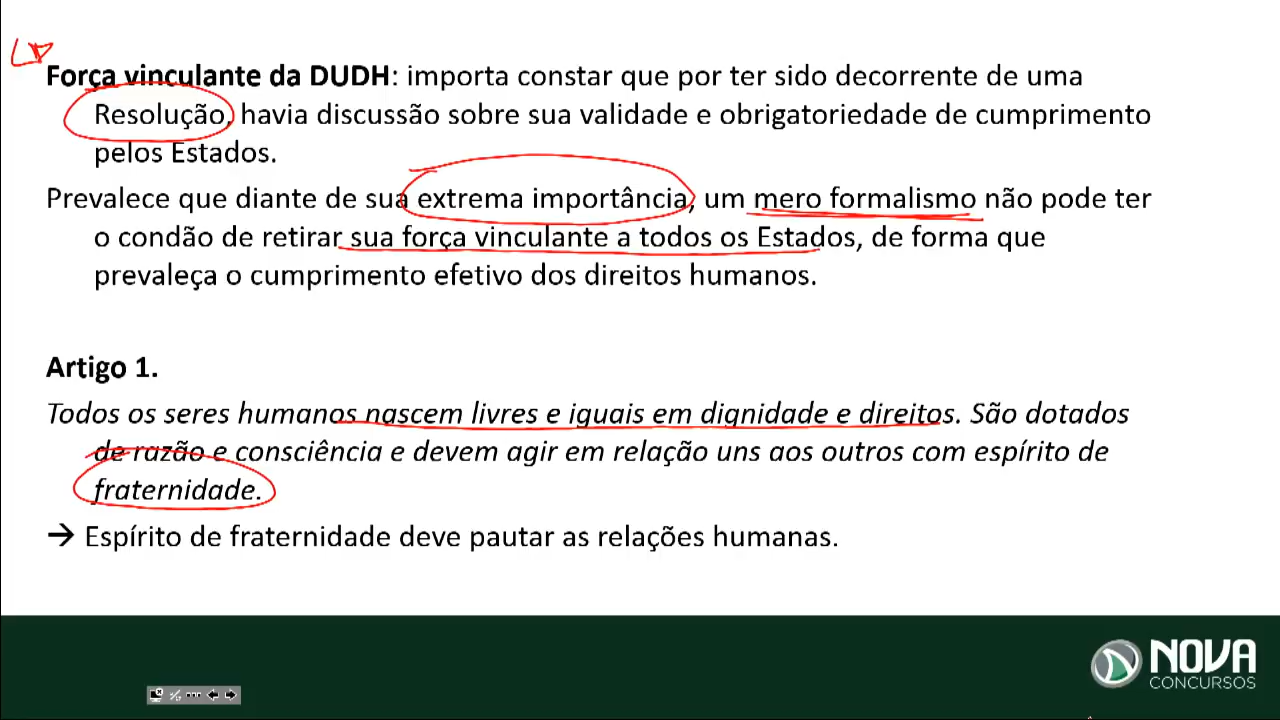 Força vinculante da DUDH: importa constar que por ter sido decorrente de uma
Resolução, havia discussão sobre sua validade e obrigatoriedade de cumprimento
pelos Estados.
Prevalece que diante de sua extrema importância, um mero formalismo não pode ter
o condão de retirar sua força vinculante a todos os Estados, de forma que
prevaleça o cumprimento efetivo dos direitos humanos.
Artigo 1.
Todos os seres humanos nascem livres e iguais em dignidade e direitos. São dotados
de razão e consciência e devem agir em relação uns aos outros com espírito de
fraternidade.
→ Espírito de fraternidade deve pautar as relações humanas.
NOVA
CONCURSOS